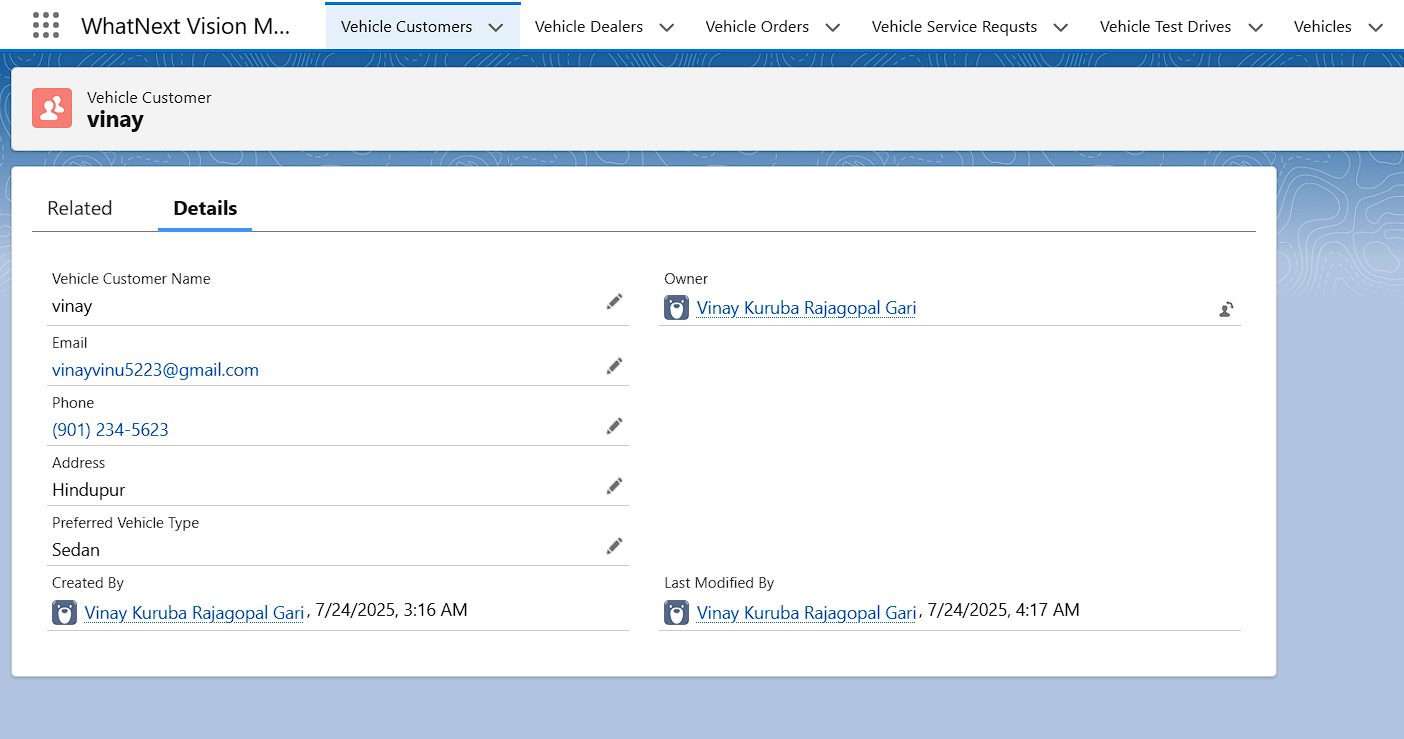 WhatNext Vision M...
Vehicle Customers
Vehicle Dealers
Vehicle Orders
Vehicle Service Requsts
Vehicle Test Drives
Vehicles
Vehicle Customer
vinay
Related
Details
Vehicle Customer Name
vinay
Owner
Vinay Kuruba Rajagopal Gari
Email
vinayvinu5223@gmail.com
Phone
(901) 234-5623
Address
Hindupur
Preferred Vehicle Type
Sedan
Created By
Vinay Kuruba Rajagopal Gari, 7/24/2025, 3:16 AM
Last Modified By
Vinay Kuruba Rajagopal Gari, 7/24/2025, 4:17 AM